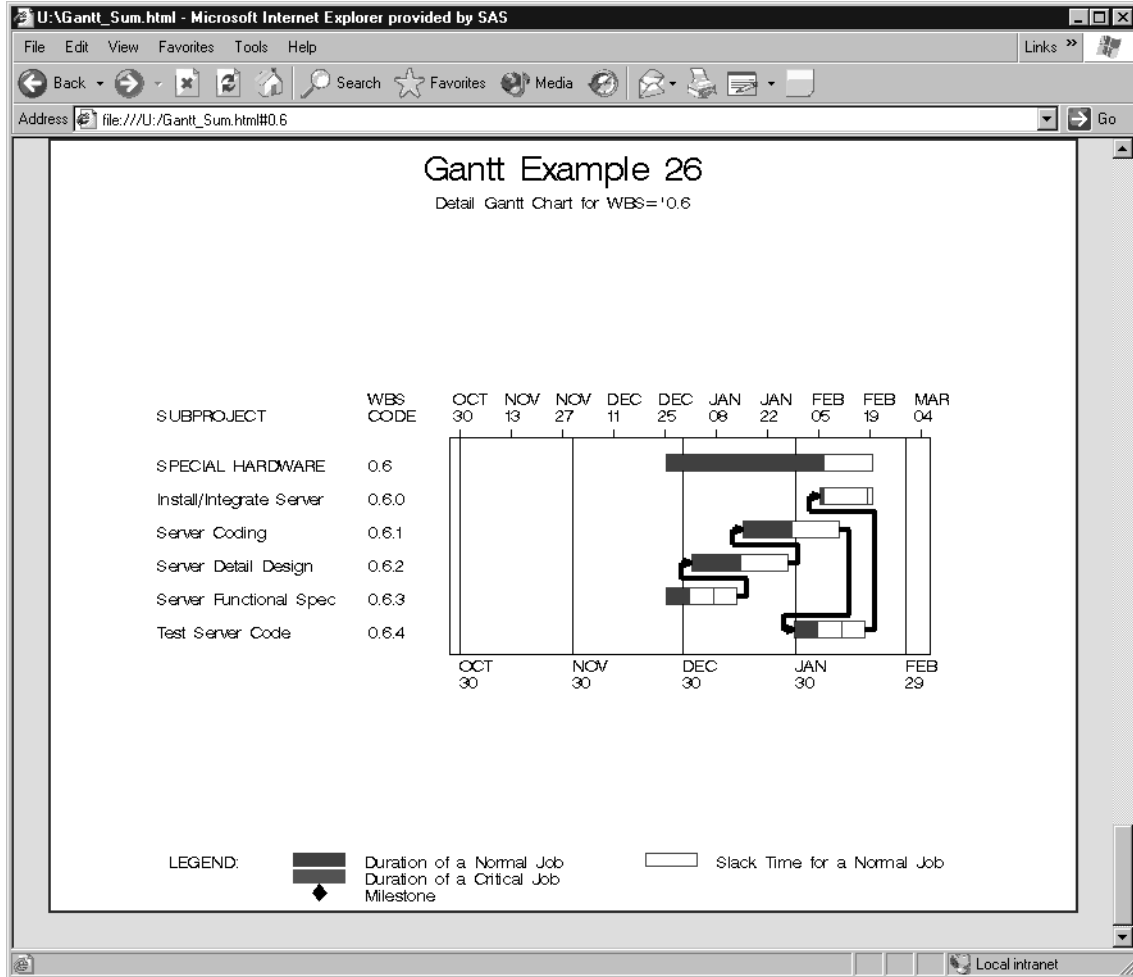 U:\Gantt_Sum.html - Microsoft Internet Explorer provided by SAS
File Edit View Favorites Tools Help Links »
Back Search Favorites Media
Address file:///U:/Gantt_Sum.html#0.6 Go
Gantt Example 26
Detail Gantt Chart for WBS='0.6
WBS OCT NOV NOV DEC DEC JAN JAN FEB FEB MAR
SUBPROJECT CODE 30 13 27 11 25 08 22 05 19 04
SPECIAL HARDWARE 0.6
Install/Integrate Server 0.6.0
Server Coding 0.6.1
Server Detail Design 0.6.2
Server Functional Spec 0.6.3
Test Server Code 0.6.4
OCT NOV DEC JAN FEB
30 30 30 30 29
LEGEND: Duration of a Normal Job Slack Time for a Normal Job
Duration of a Critical Job
Milestone
Local intranet